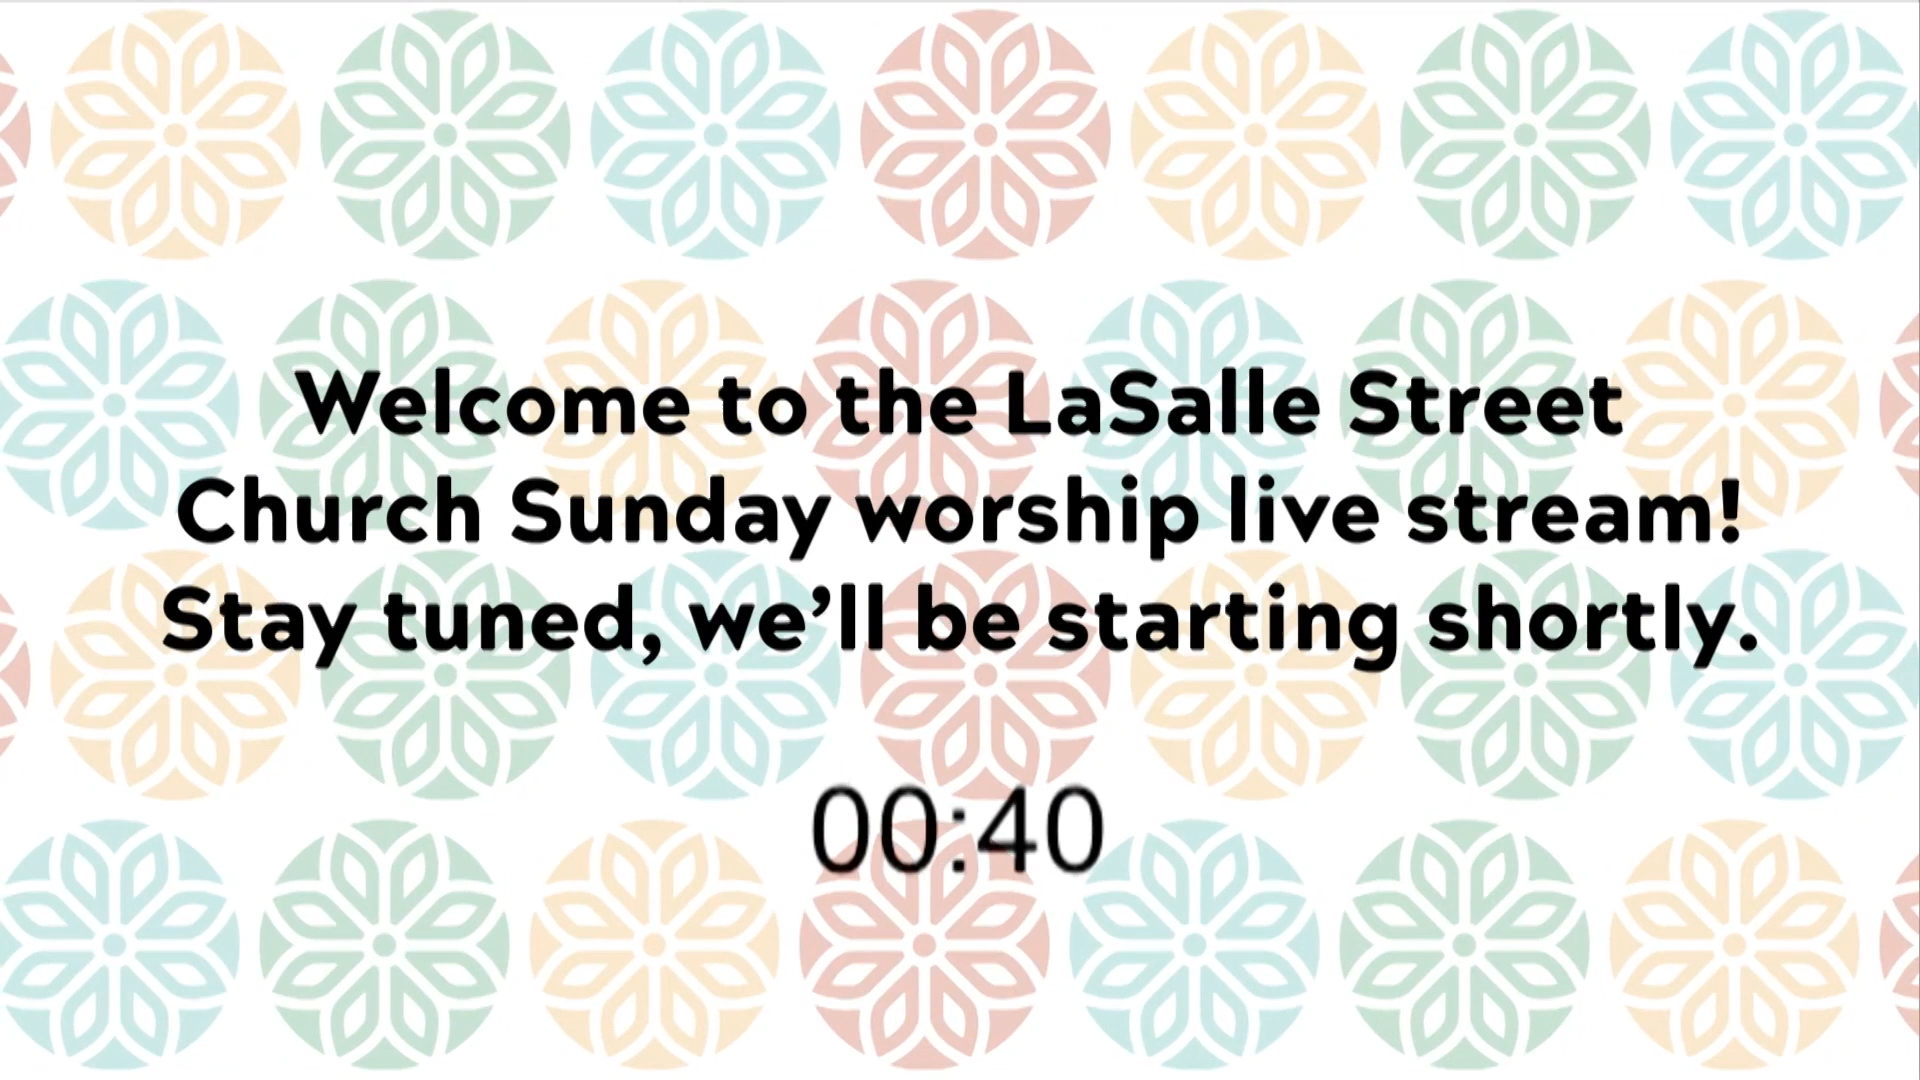 Welcome to the LaSalle Street
Church Sunday worship live stream!
Stay tuned, we’ll be starting shortly.
00:40